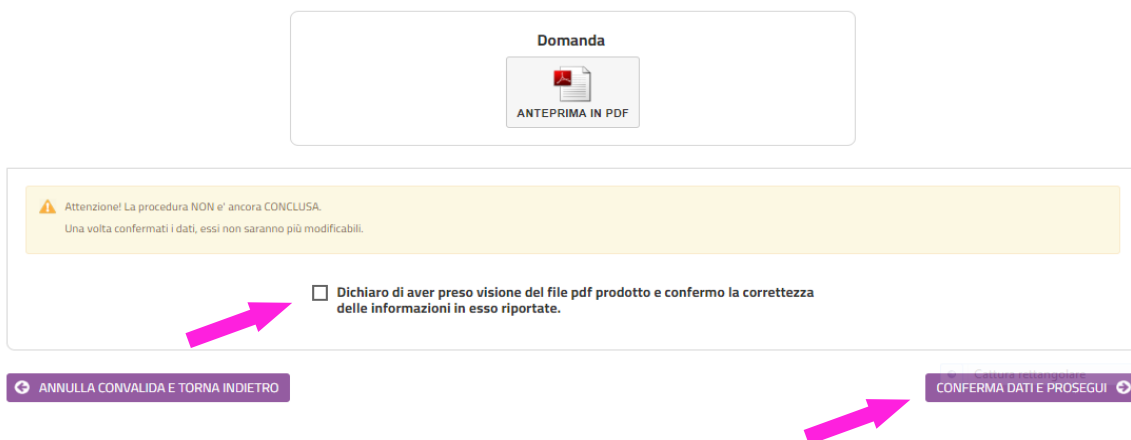 Domanda
ANTEPRIMA IN PDF
Attenzione! La procedura NON e' ancora CONCLUSA.
Una volta confermati i dati, essi non saranno più modificabili.
Dichiaro di aver preso visione del file pdf prodotto e confermo la correttezza
delle informazioni in esso riportate.
Cattura rettangolare
ANNULLA CONVALIDA E TORNA INDIETRO
CONFERMA DATI E PROSEGUI